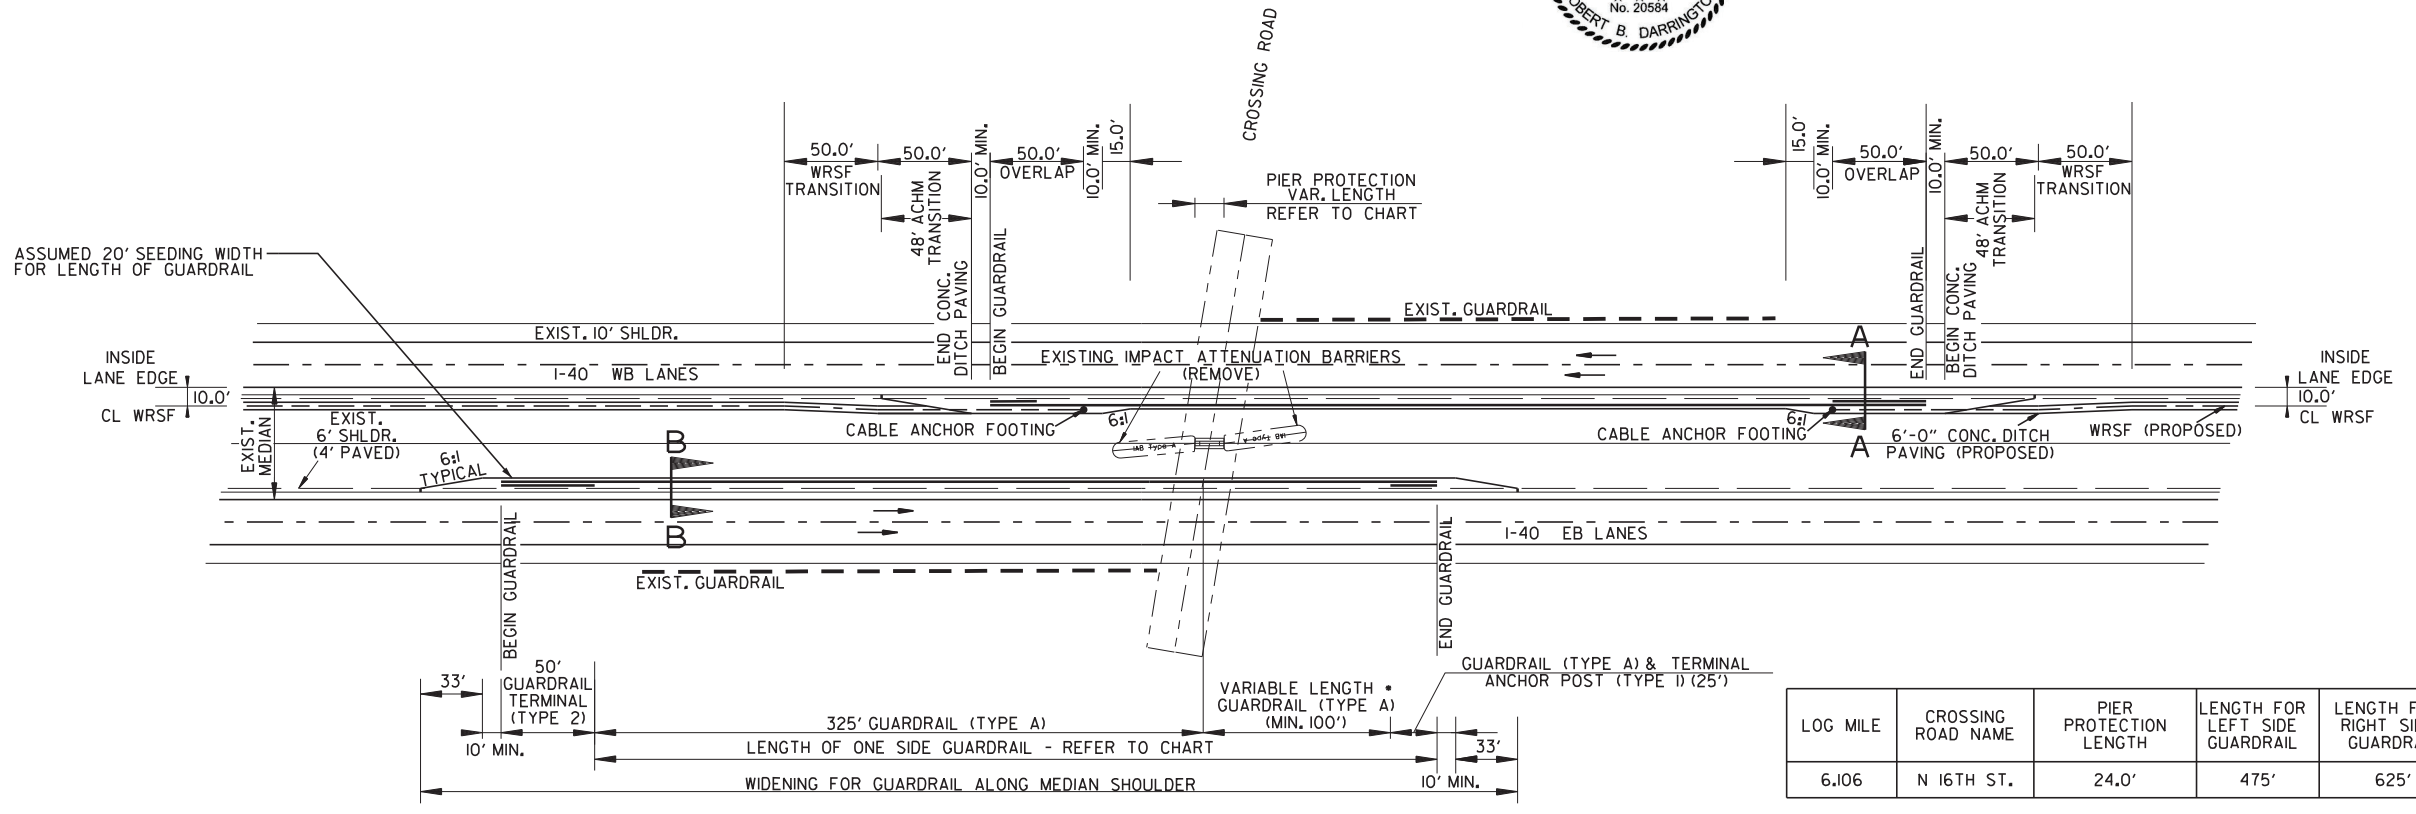 No. 20584
OBERT B. DARRINGTO
CROSSING ROAD
50.0'
WRSF
TRANSITION
50.0'
48' ACHM
TRANSITION
10.0' MIN.
50.0'
OVERLAP
10.0' MIN.
15.0'
PIER PROTECTION
VAR. LENGTH
REFER TO CHART
15.0'
10.0' MIN.
50.0'
OVERLAP
10.0' MIN.
50.0'
48' ACHM
TRANSITION
50.0'
WRSF
TRANSITION
ASSUMED 20' SEEDING WIDTH
FOR LENGTH OF GUARDRAIL
END CONC.
DITCH PAVING
BEGIN GUARDRAIL
END GUARDRAIL
BEGIN CONC.
DITCH PAVING
EXIST. GUARDRAIL
EXIST. 10' SHLDR.
A
EXISTING IMPACT ATTENUATION BARRIERS
(REMOVE)
INSIDE
LANE EDGE
10.0'
CL WRSF
I-40 WB LANES
INSIDE
LANE EDGE
10.0'
CL WRSF
EXIST.
MEDIAN
EXIST.
6' SHLDR.
(4' PAVED)
6:1
TYPICAL
B
CABLE ANCHOR FOOTING
6:1
IAB Type A
IAB Type A
CABLE ANCHOR FOOTING
6:1
A
6'-0" CONC. DITCH
PAVING (PROPOSED)
WRSF (PROPOSED)
B
I-40 EB LANES
EXIST. GUARDRAIL
BEGIN GUARDRAIL
END GUARDRAIL
33'
10' MIN.
50'
GUARDRAIL
TERMINAL
(TYPE 2)
325' GUARDRAIL (TYPE A)
VARIABLE LENGTH *
GUARDRAIL (TYPE A)
(MIN. 100')
GUARDRAIL (TYPE A) & TERMINAL
ANCHOR POST (TYPE 1) (25')
LENGTH OF ONE SIDE GUARDRAIL - REFER TO CHART
33'
10' MIN.
WIDENING FOR GUARDRAIL ALONG MEDIAN SHOULDER
LOG MILE
CROSSING
ROAD NAME
PIER
PROTECTION
LENGTH
LENGTH FOR
LEFT SIDE
GUARDRAIL
LENGTH F
RIGHT SI
GUARDRA
6.106
N 16TH ST.
24.0'
475'
625'